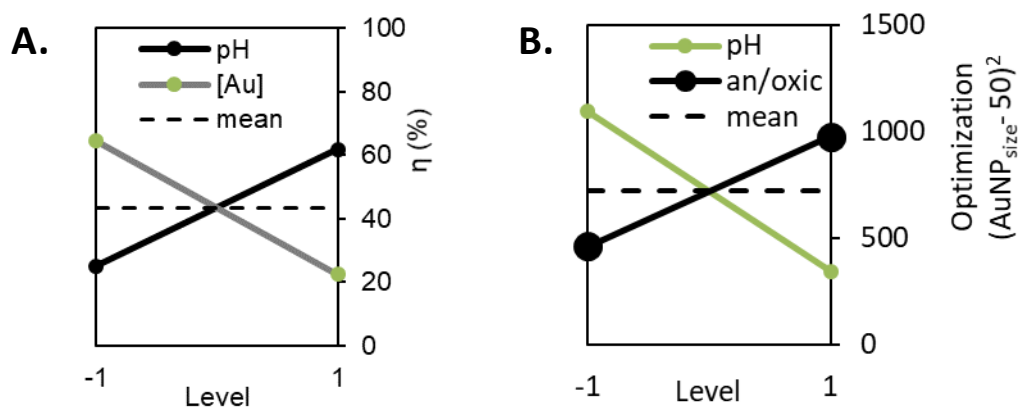 A.
pH
[Au]
mean
100
80
60
40
20
0
η (%)
-1
1
Level
B.
pH
an/oxic
mean
1500
1000
500
0
Optimization
(AuNPsize- 50)2
-1
1
Level